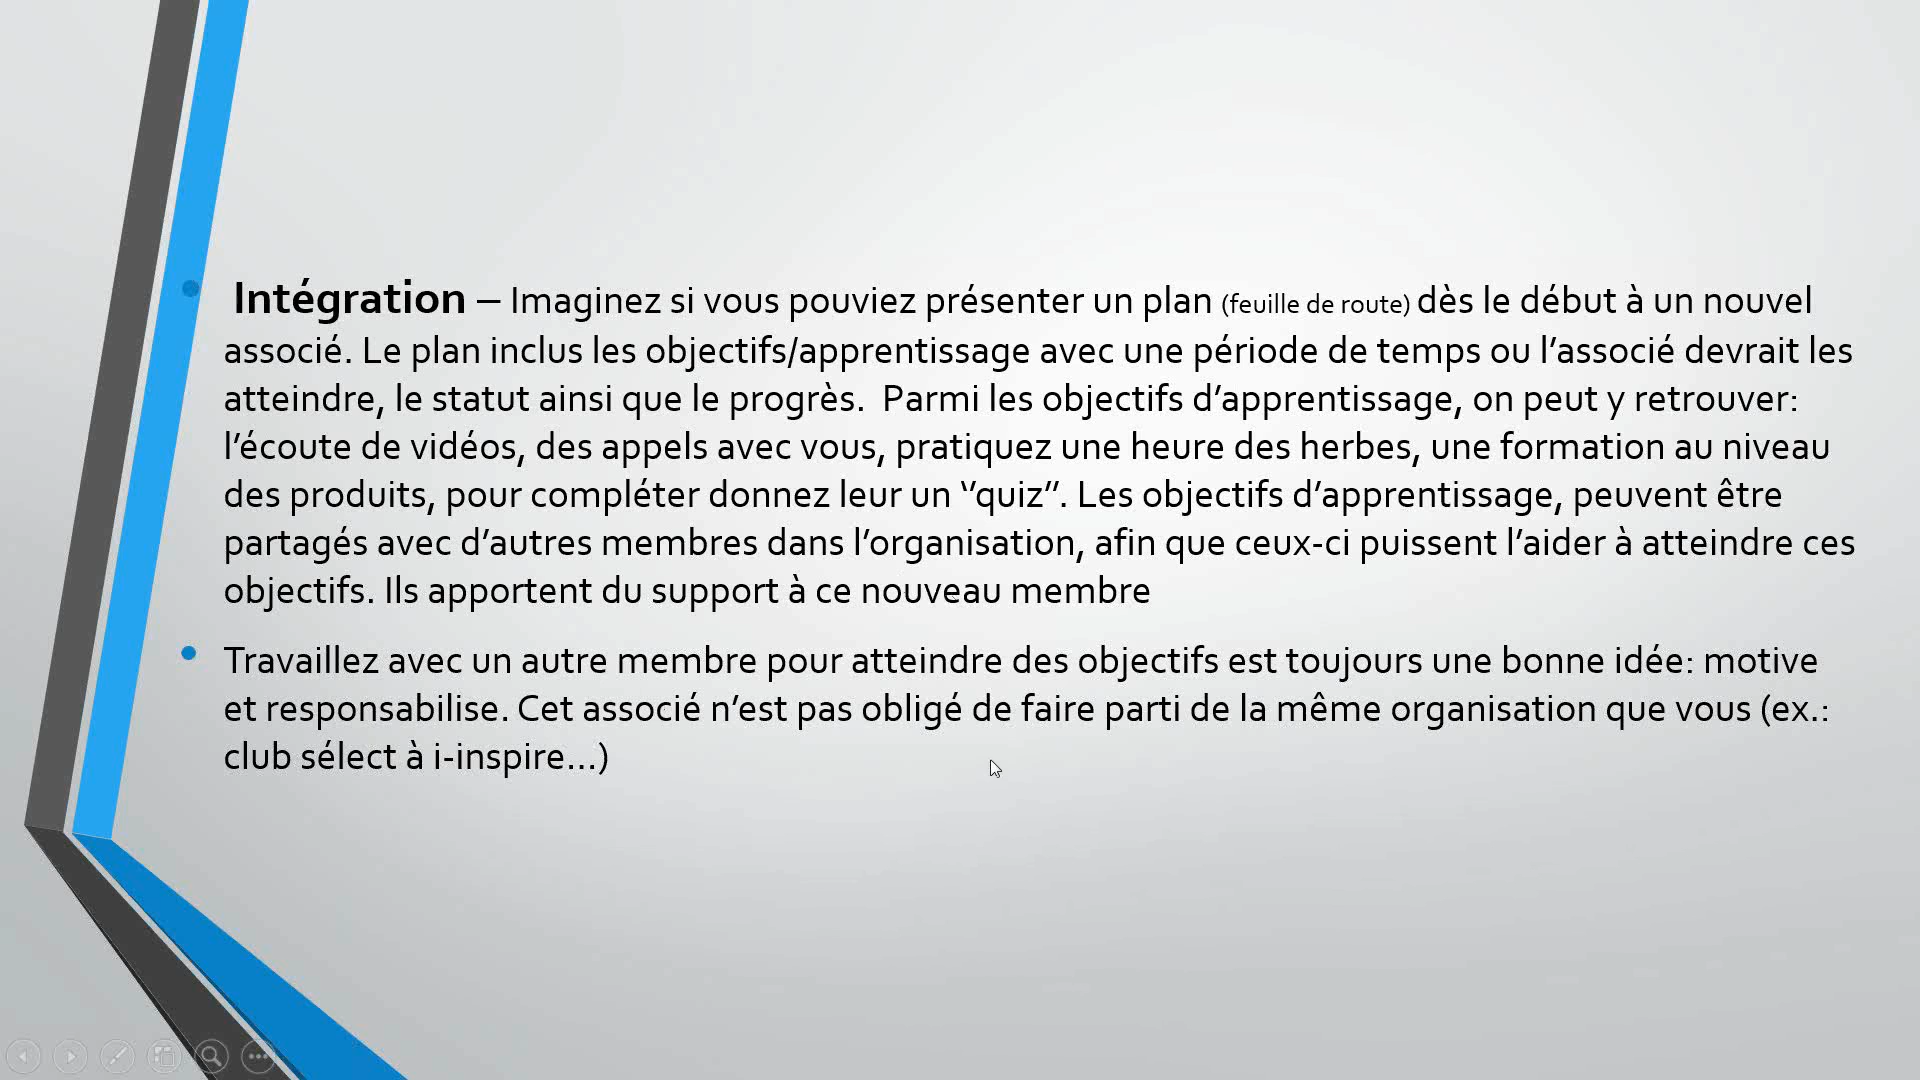 • Intégration – Imaginez si vous pouviez présenter un plan (feuille de route) dès le début à un nouvel
associé. Le plan inclus les objectifs/apprentissage avec une période de temps ou l’associé devrait les
atteindre, le statut ainsi que le progrès.  Parmi les objectifs d’apprentissage, on peut y retrouver:
l’écoute de vidéos, des appels avec vous, pratiquez une heure des herbes, une formation au niveau
des produits, pour compléter donnez leur un ‘’quiz’’. Les objectifs d’apprentissage, peuvent être
partagés avec d’autres membres dans l’organisation, afin que ceux-ci puissent l’aider à atteindre ces
objectifs. Ils apportent du support à ce nouveau membre
• Travaillez avec un autre membre pour atteindre des objectifs est toujours une bonne idée: motive
et responsabilise. Cet associé n’est pas obligé de faire parti de la même organisation que vous (ex.:
club sélect à i-inspire...)